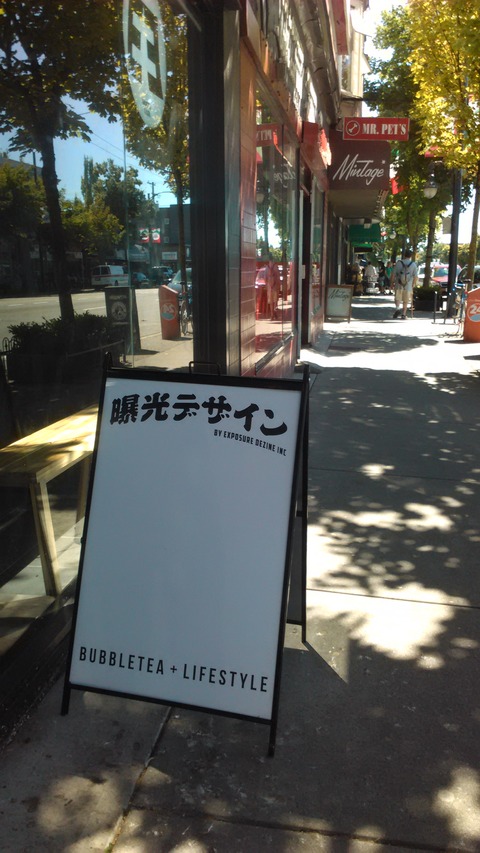 曝光デザイン
BY EXPOSURE DEZINE INC
BUBBLETEA + LIFESTYLE
MR. PET'S
Mintage